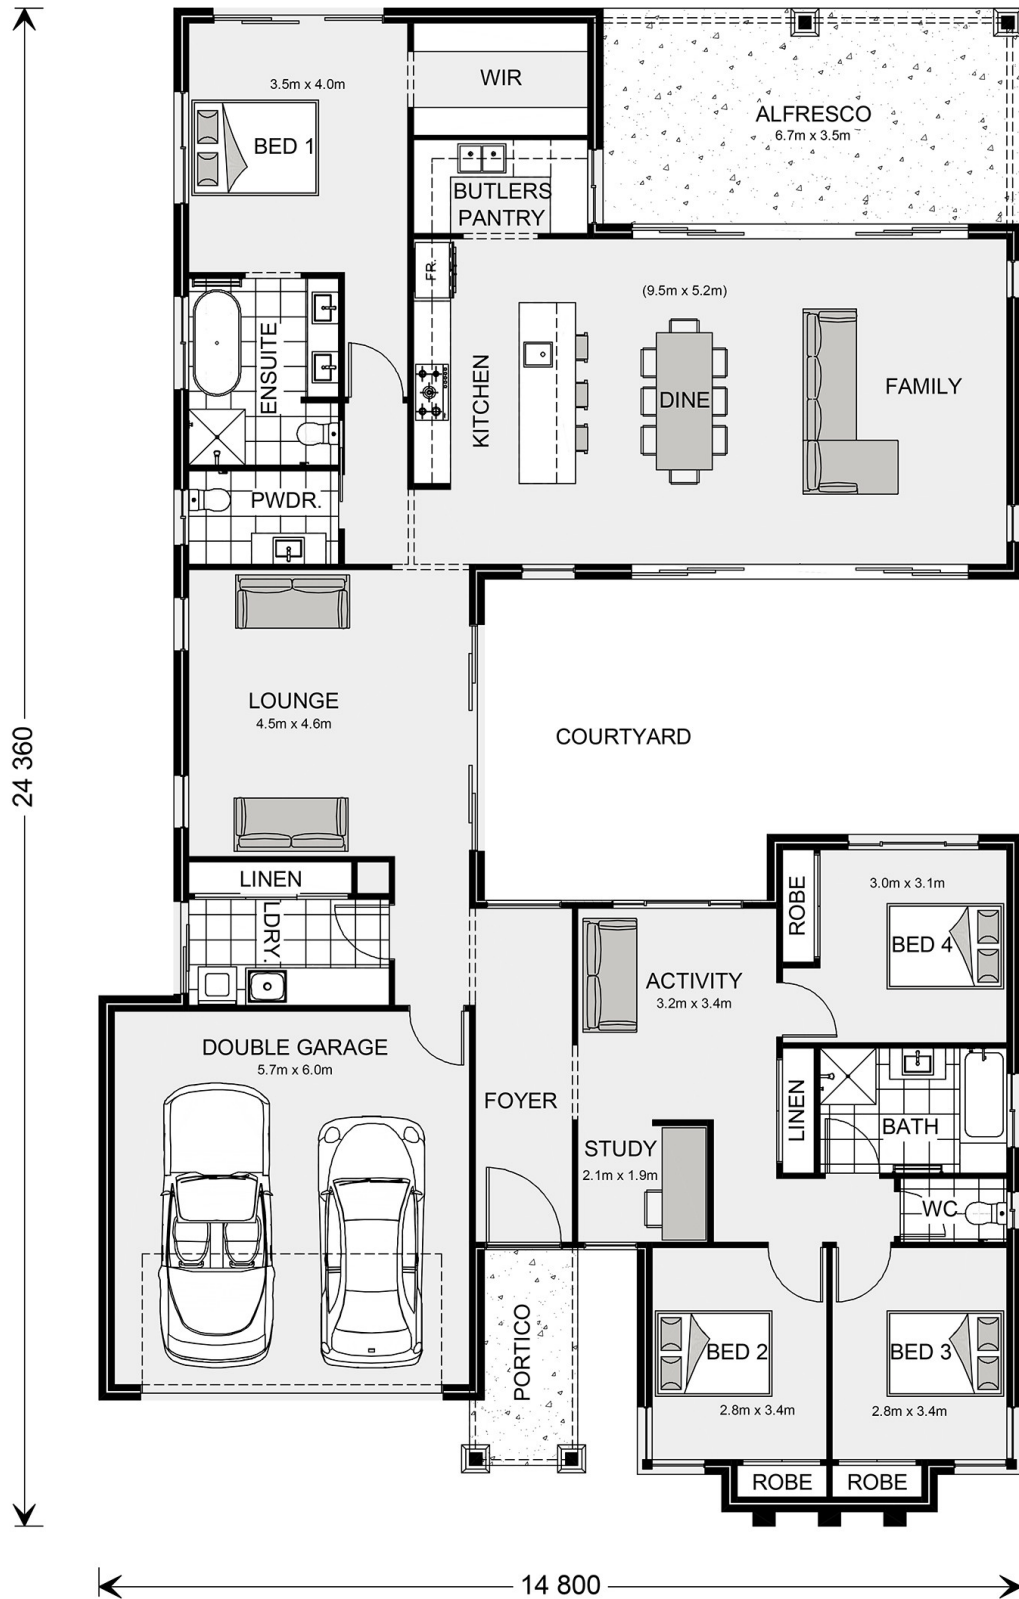 3.5m x 4.0m
BED 1
WIR
ALFRESCO
6.7m x 3.5m
BUTLERS
PANTRY
FR.
(9.5m x 5.2m)
ENSUITE
KITCHEN
DINE
FAMILY
PWDR.
LOUNGE
4.5m x 4.6m
COURTYARD
24 360
LINEN
LDRY.
ROBE
3.0m x 3.1m
BED 4
ACTIVITY
3.2m x 3.4m
DOUBLE GARAGE
5.7m x 6.0m
FOYER
LINEN
BATH
STUDY
2.1m x 1.9m
WC
PORTICO
BED 2
2.8m x 3.4m
BED 3
2.8m x 3.4m
ROBE
ROBE
14 800